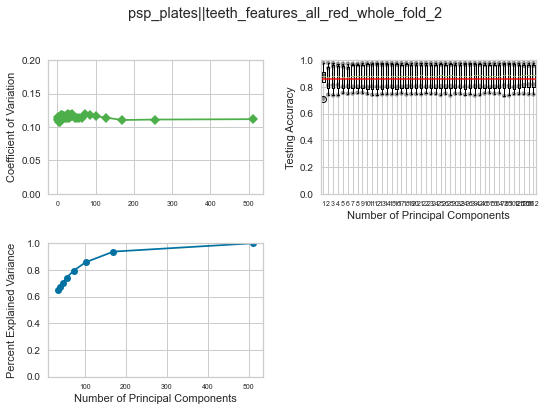 psp_plates||teeth_features_all_red_whole_fold_2
Coefficient of Variation
0.20
0.15
0.10
0.05
0.00
0 100 200 300 400 500
Testing Accuracy
1.0
0.8
0.6
0.4
0.2
0.0
Number of Principal Components
Percent Explained Variance
1.0
0.8
0.6
0.4
0.2
0.0
100 200 300 400 500
Number of Principal Components